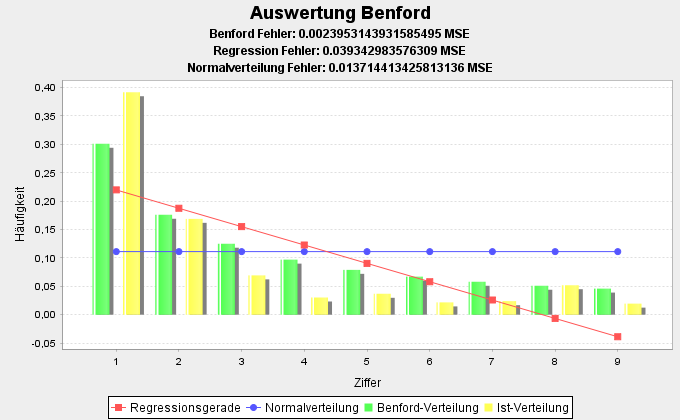 Auswertung Benford
Benford Fehler: 0.0023953143931585495 MSE
Regression Fehler: 0.039342983576309 MSE
Normalverteilung Fehler: 0.013714413425813136 MSE
Häufigkeit
0,40
0,35
0,30
0,25
0,20
0,15
0,10
0,05
0,00
-0,05
1 2 3 4 5 6 7 8 9
Ziffer
Regressionsgerade Normalverteilung Benford-Verteilung Ist-Verteilung